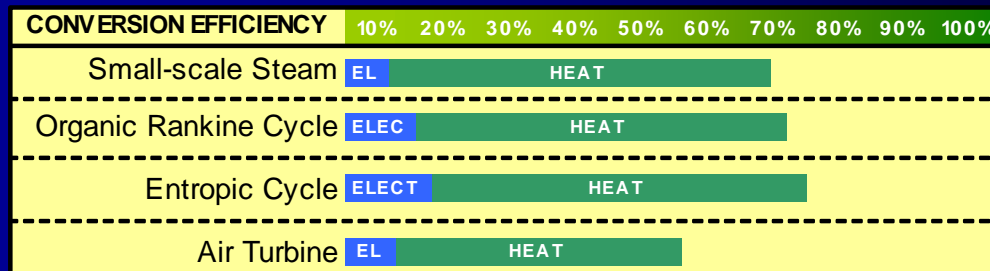 CONVERSION EFFICIENCY 10% 20% 30% 40% 50% 60% 70% 80% 90% 100%
Small-scale Steam EL HEAT
Organic Rankine Cycle ELEC HEAT
Entropic Cycle ELECT HEAT
Air Turbine EL HEAT